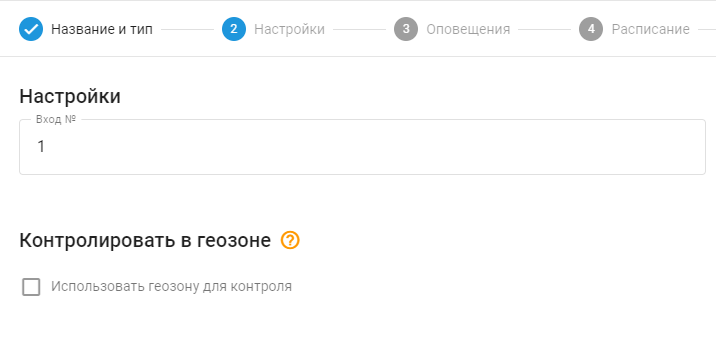 Название и тип 2 Настройки 3 Оповещения 4 Расписание
Настройки
Вход №
1
Контролировать в геозоне ?
Использовать геозону для контроля